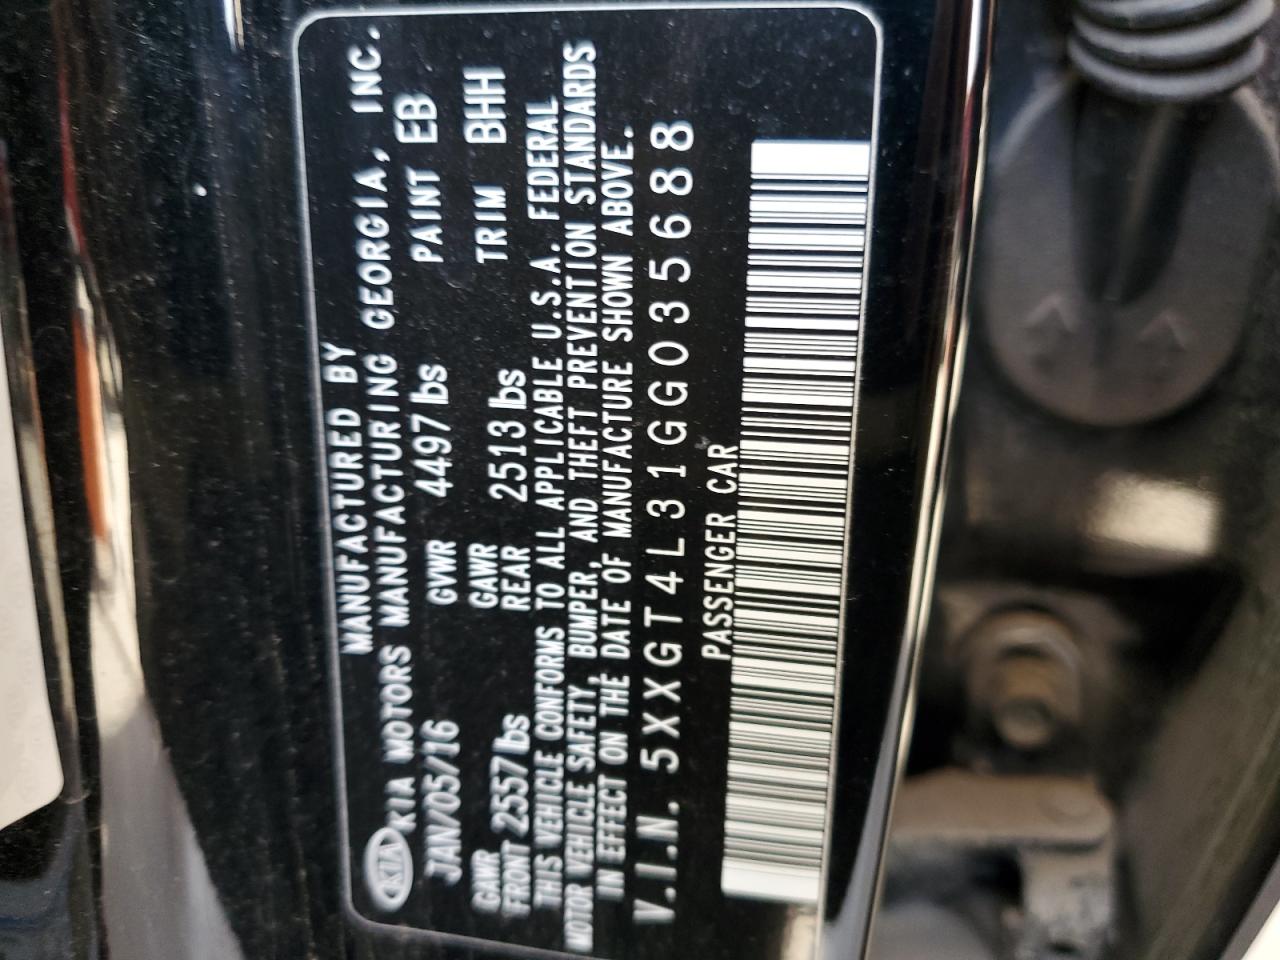 KIA
MANUFACTURED BY
KIA MOTORS MANUFACTURING GEORGIA, INC.
JAN/05/16 GVWR 4497lbs PAINT EB
GAWR FRONT 2557lbs GAWR REAR 2513lbs TRIM BHH
THIS VEHICLE CONFORMS TO ALL APPLICABLE U.S.A. FEDERAL
MOTOR VEHICLE SAFETY, BUMPER, AND THEFT PREVENTION STANDARDS
IN EFFECT ON THE DATE OF MANUFACTURE SHOWN ABOVE.
V.I.N. 5XXGT4L31GG035688
PASSENGER CAR